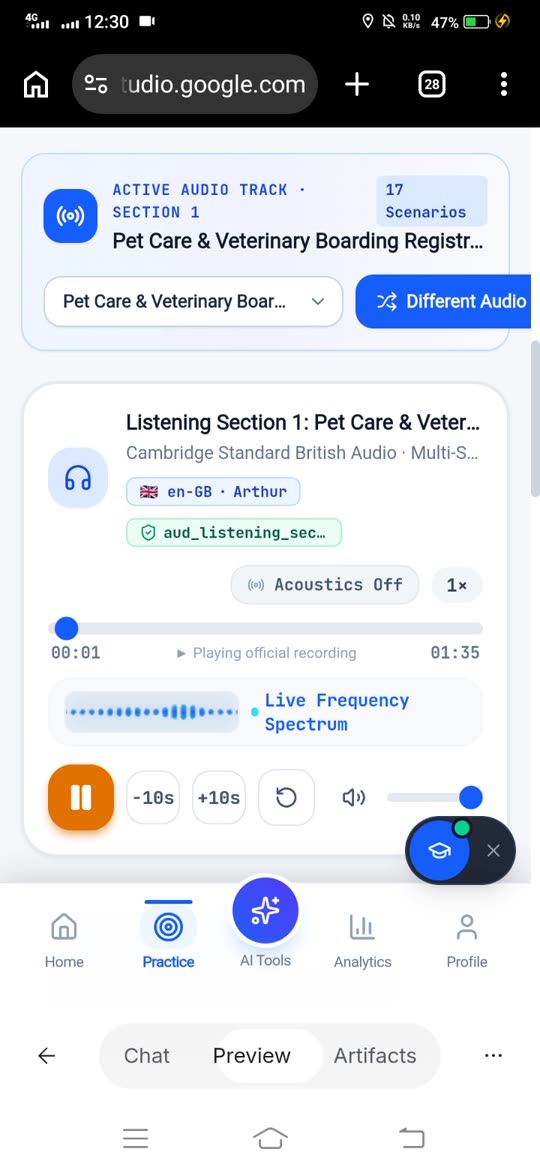 4G 12:30 0.10 KB/s 47%
tudio.google.com 28
ACTIVE AUDIO TRACK ·
SECTION 1
17
Scenarios
Pet Care & Veterinary Boarding Registr...
Pet Care & Veterinary Boar...
Different Audio
Listening Section 1: Pet Care & Veter...
Cambridge Standard British Audio · Multi-S...
🇬🇧 en-GB · Arthur
aud_listening_sec…
Acoustics Off
1×
00:01
► Playing official recording
01:35
Live Frequency
Spectrum
-10s
+10s
Home
Practice
AI Tools
Analytics
Profile
Chat
Preview
Artifacts